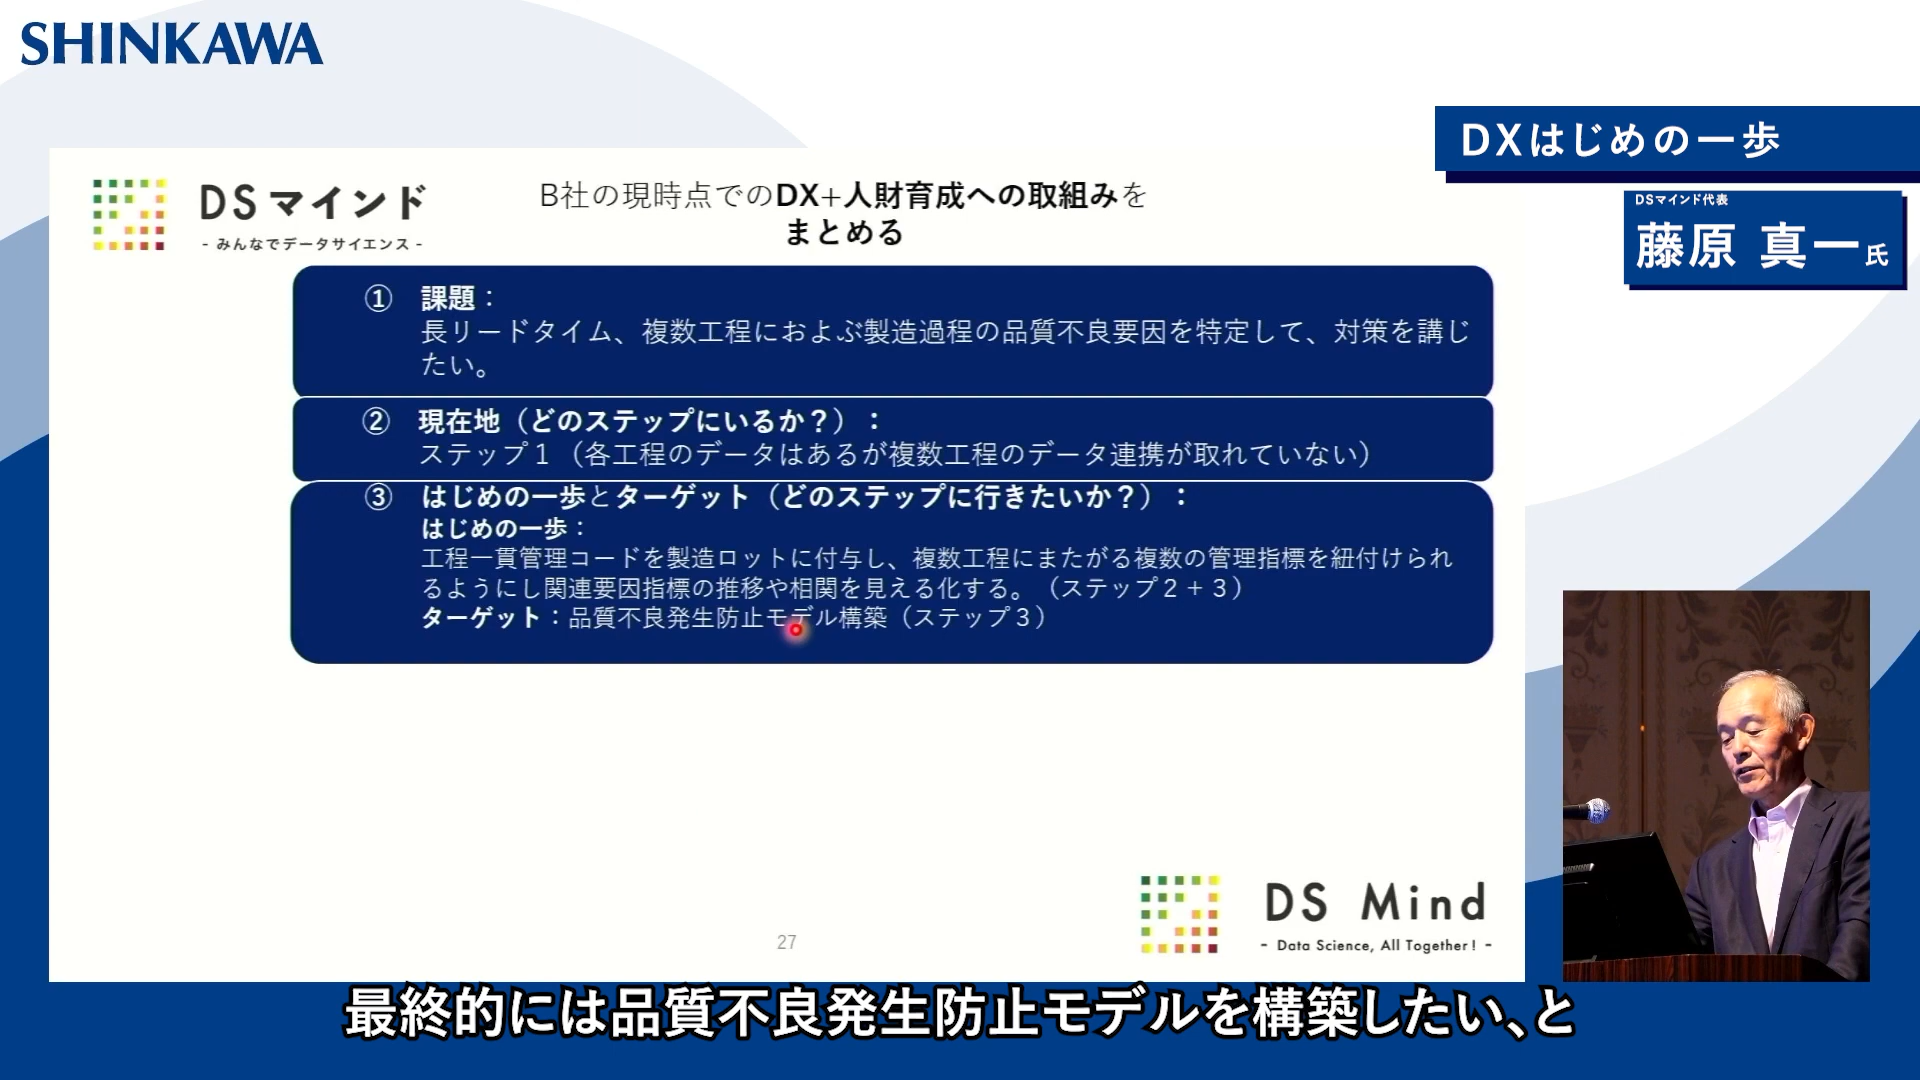 SHINKAWA
DXはじめの一歩
DSマインド代表
藤原 真一氏
DSマインド
- みんなでデータサイエンス -
B社の現時点でのDX+人財育成への取組みを
まとめる
① 課題：
長リードタイム、複数工程におよぶ製造過程の品質不良要因を特定して、対策を講じ
たい。
② 現在地（どのステップにいるか？）：
ステップ１（各工程のデータはあるが複数工程のデータ連携が取れていない）
③ はじめの一歩とターゲット（どのステップに行きたいか？）：
はじめの一歩：
工程一貫管理コードを製造ロットに付与し、複数工程にまたがる複数の管理指標を紐付けられ
るようにし関連要因指標の推移や相関を見える化する。（ステップ２＋３）
ターゲット：品質不良発生防止モデル構築（ステップ３）
DS Mind
- Data Science, All Together! -
27
最終的には品質不良発生防止モデルを構築したい、と